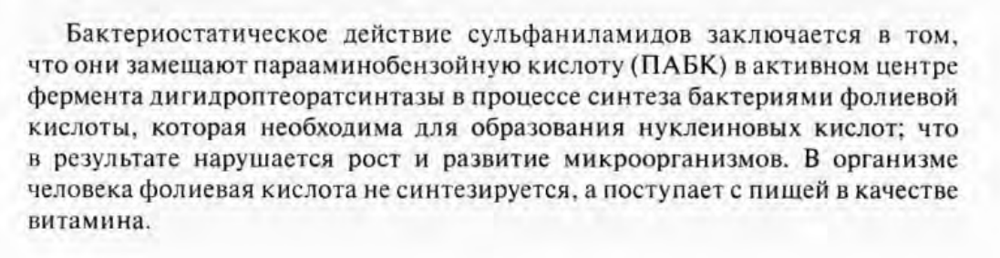 Бактериостатическое действие сульфаниламидов заключается в том,
что они замещают парааминобензойную кислоту (ПАБК) в активном центре
фермента дигидроптеоратсинтазы в процессе синтеза бактериями фолиевой
кислоты, которая необходима для образования нуклеиновых кислот; что
в результате нарушается рост и развитие микроорганизмов. В организме
человека фолиевая кислота не синтезируется, а поступает с пищей в качестве
витамина.